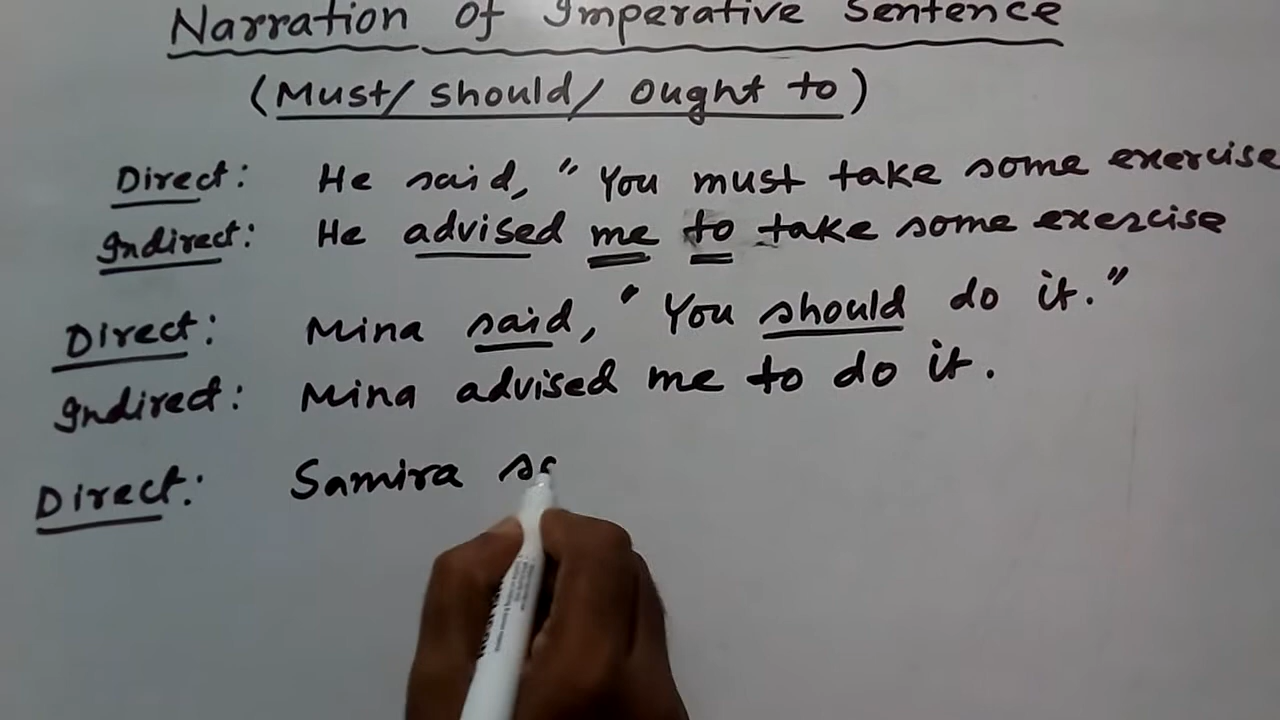 Narration of Imperative Sentence
(Must/ should/ ought to)
Direct: He said, "You must take some exercise
Indirect: He advised me to take some exercise
Direct: Mina said, "You should do it."
Indirect: Mina advised me to do it.
Direct: Samira sa